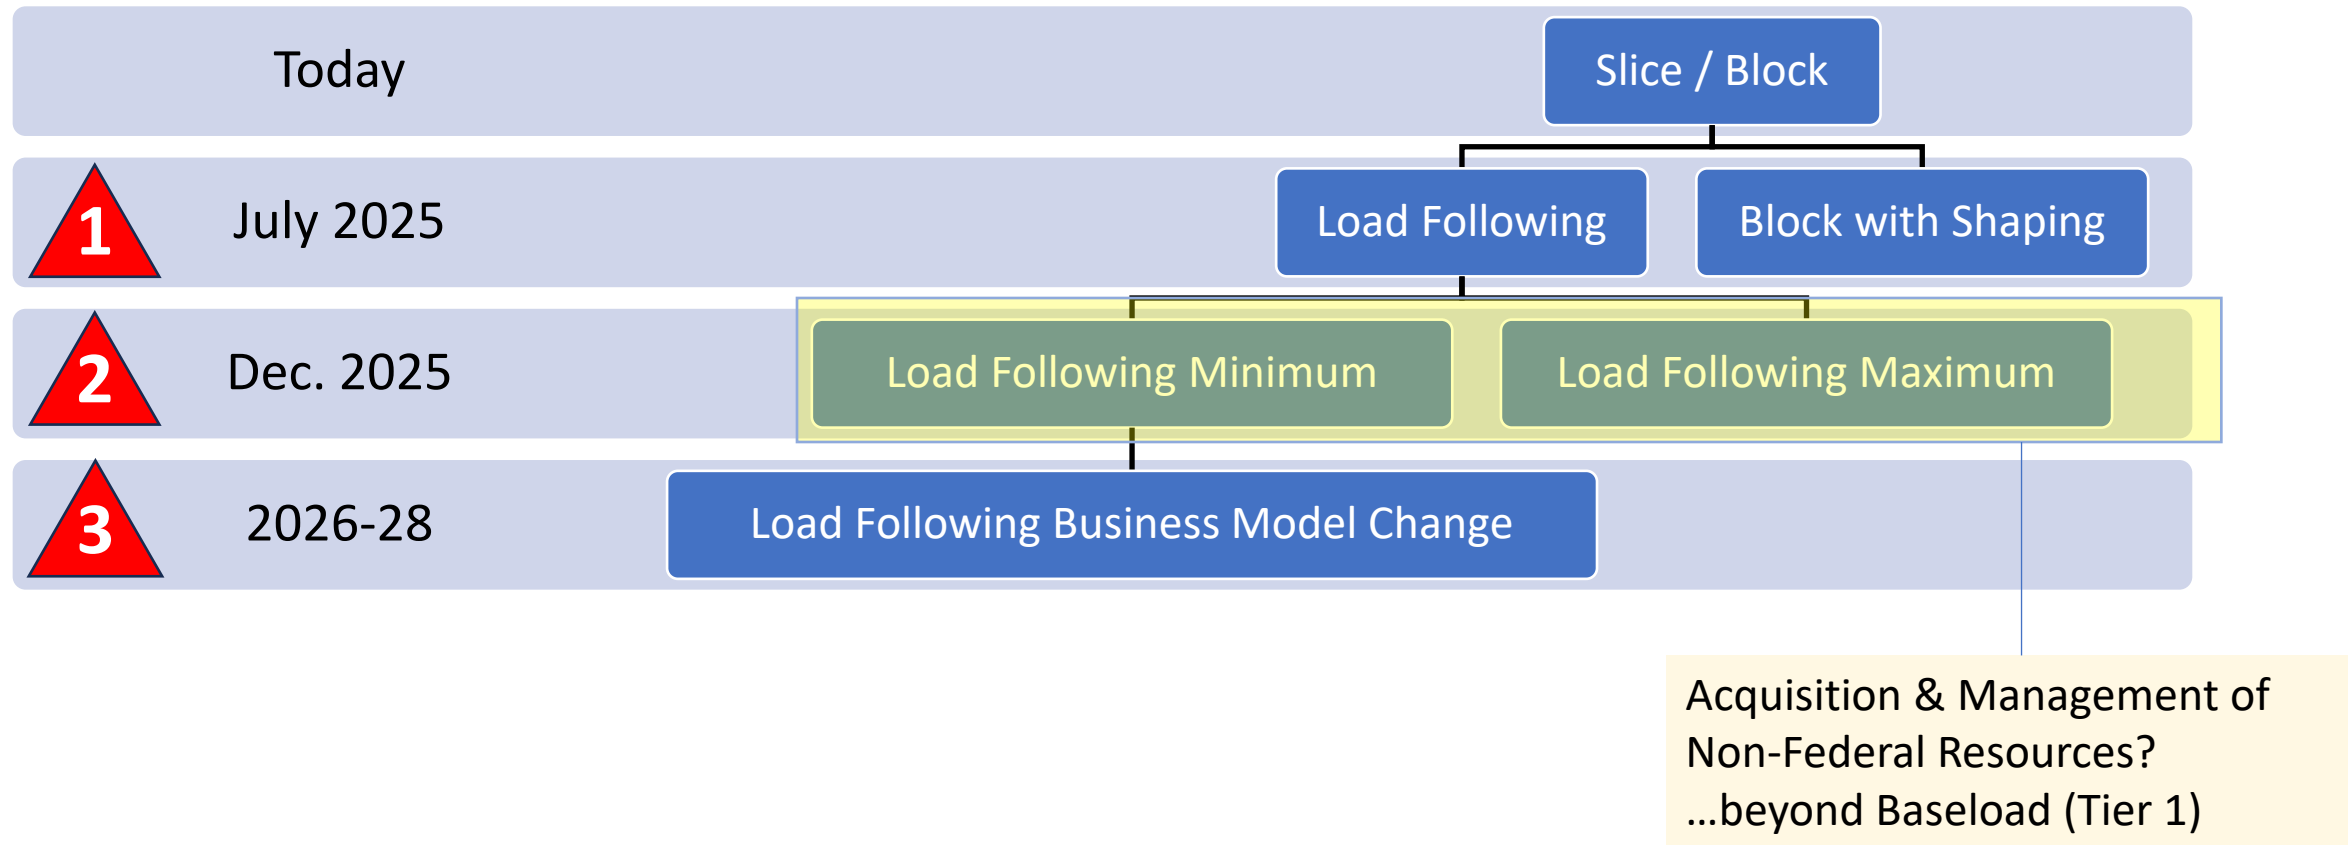 Today
Slice / Block
1
July 2025
Load Following
Block with Shaping
2
Dec. 2025
Load Following Minimum
Load Following Maximum
3
2026-28
Load Following Business Model Change
Acquisition & Management of
Non-Federal Resources?
...beyond Baseload (Tier 1)